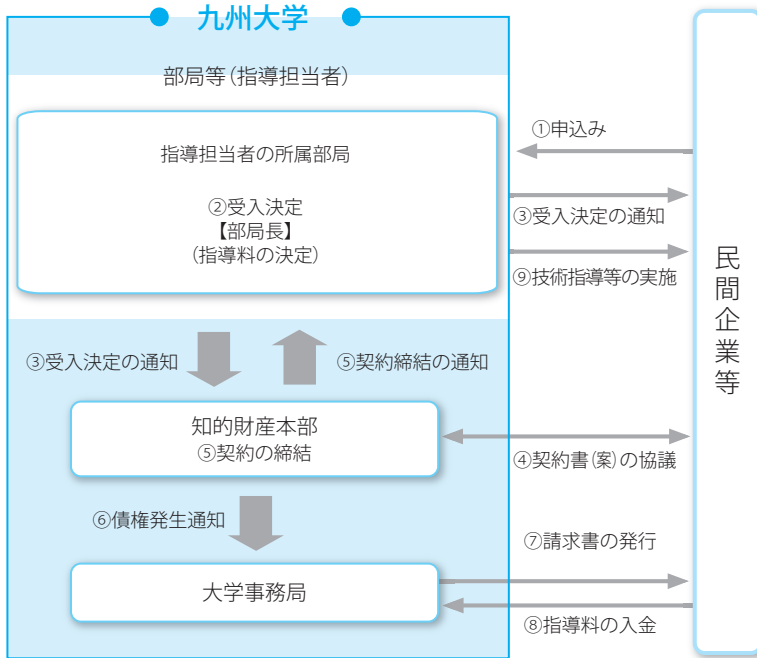 九州大学
部局等(指導担当者)
指導担当者の所属部局
②受入決定
【部局長】
(指導料の決定)
①申込み
③受入決定の通知
⑨技術指導等の実施
民間企業等
③受入決定の通知
⑤契約締結の通知
知的財産本部
⑤契約の締結
④契約書(案)の協議
⑥債権発生通知
⑦請求書の発行
大学事務局
⑧指導料の入金